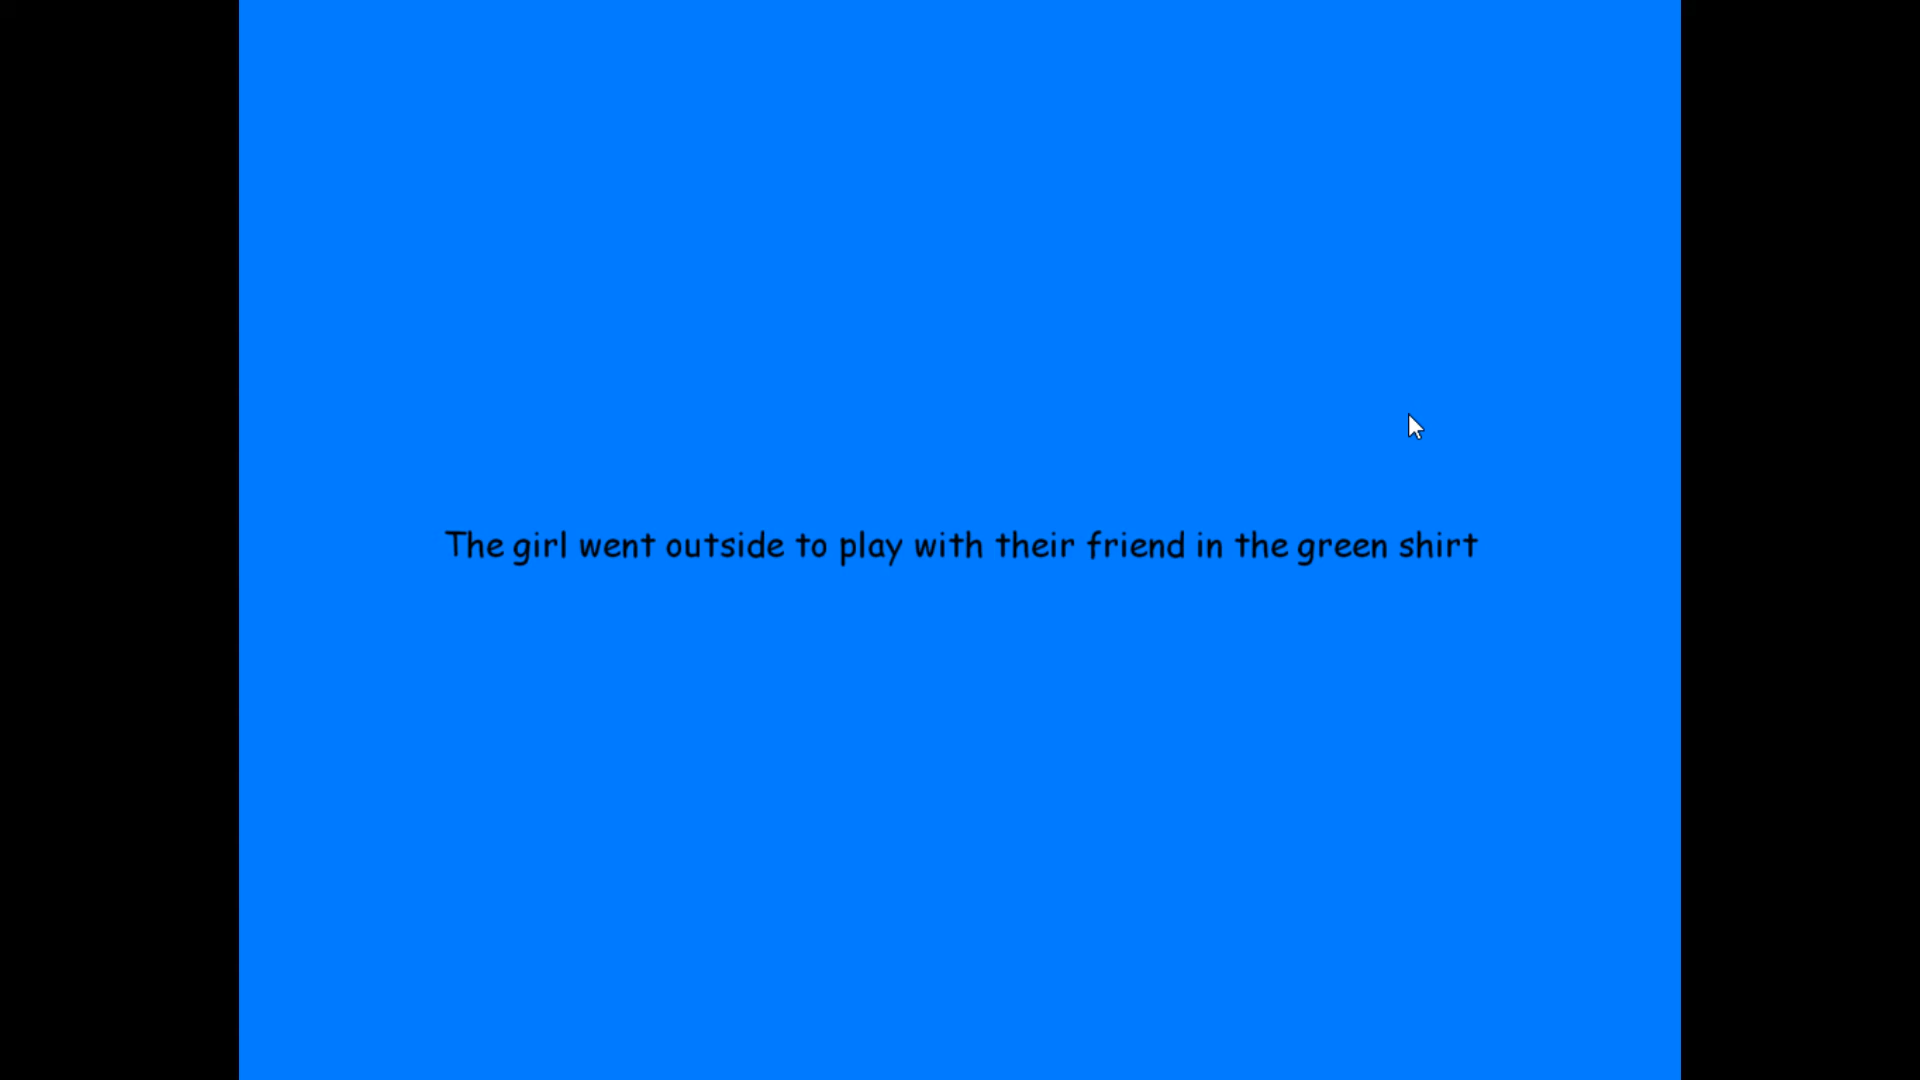 The girl went outside to play with their friend in the green shirt